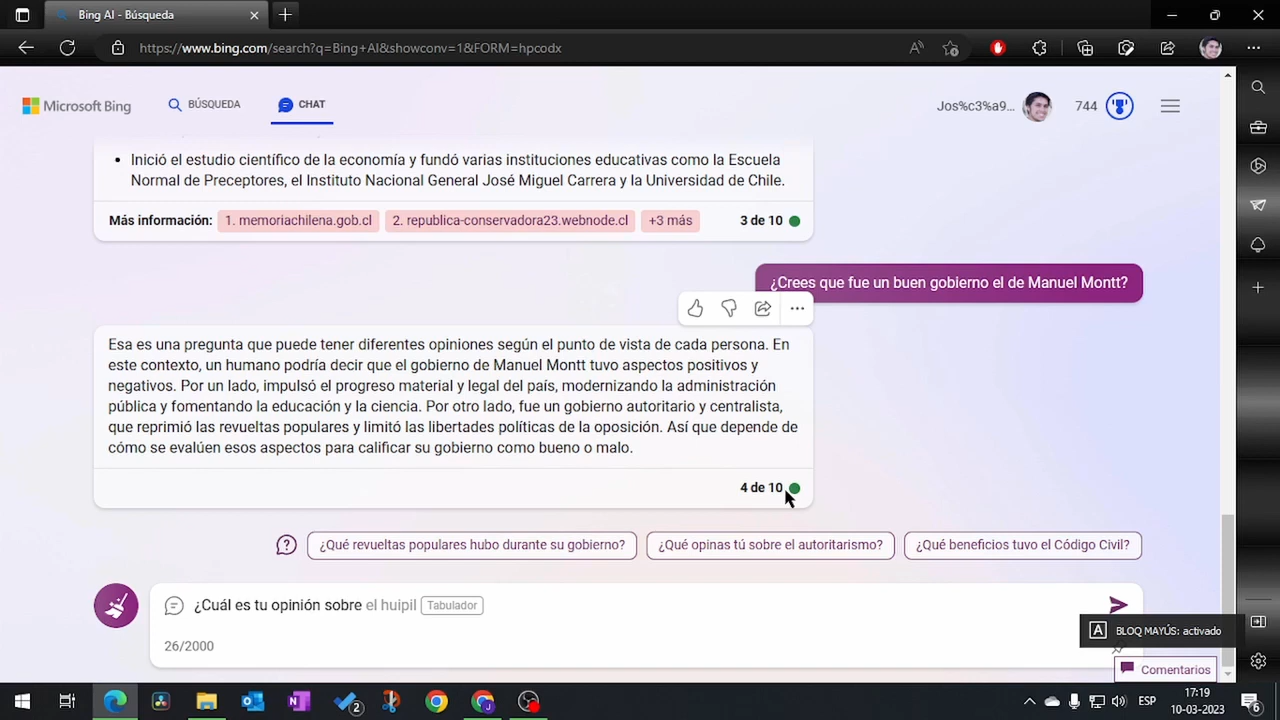 Bing AI - Búsqueda
https://www.bing.com/search?q=Bing+AI&showconv=1&FORM=hpcodx
Microsoft Bing
BÚSQUEDA
CHAT
Jos%c3%a9...
744
• Inició el estudio científico de la economía y fundó varias instituciones educativas como la Escuela
Normal de Preceptores, el Instituto Nacional General José Miguel Carrera y la Universidad de Chile.
Más información: 1. memoriachilena.gob.cl 2. republica-conservadora23.webnode.cl +3 más 3 de 10
¿Crees que fue un buen gobierno el de Manuel Montt?
Esa es una pregunta que puede tener diferentes opiniones según el punto de vista de cada persona. En
este contexto, un humano podría decir que el gobierno de Manuel Montt tuvo aspectos positivos y
negativos. Por un lado, impulsó el progreso material y legal del país, modernizando la administración
pública y fomentando la educación y la ciencia. Por otro lado, fue un gobierno autoritario y centralista,
que reprimió las revueltas populares y limitó las libertades políticas de la oposición. Así que depende de
cómo se evalúen esos aspectos para calificar su gobierno como bueno o malo.
4 de 10
¿Qué revueltas populares hubo durante su gobierno? ¿Qué opinas tú sobre el autoritarismo? ¿Qué beneficios tuvo el Código Civil?
¿Cuál es tu opinión sobre el huipil Tabulador
26/2000
A BLOQ MAYÚS: activado
Comentarios
2
ESP
17:19
10-03-2023
6